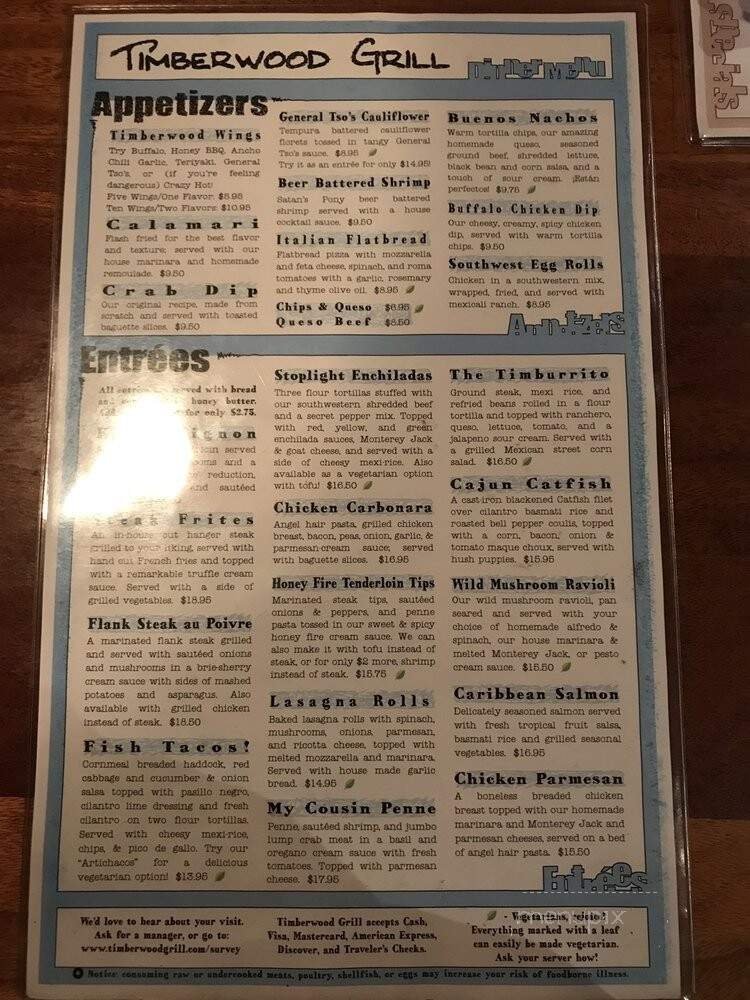 TIMBERWOOD GRILL
Dinner Menu
Appetizers
Timberwood Wings
Try Buffalo, Honey BBQ, Ancho
Chili Garlic, Teriyaki, General
Tso's, or (if you're feeling
dangerous) Crazy Hot!
Five Wings/One Flavor: $5.95
Ten Wings/Two Flavors: $10.95
Calamari
Flash fried for the best flavor
and texture; served with our
house marinara and homemade
remoulade. $9.50
Crab Dip
Our original recipe, made from
scratch and served with toasted
baguette slices. $9.50
General Tso's Cauliflower
Tempura battered cauliflower
florets tossed in tangy General
Tso's sauce. $8.95
Try it as an entrée for only $14.95!
Beer Battered Shrimp
Satan's Pony beer battered
shrimp served with a house
cocktail sauce. $9.50
Italian Flatbread
Flatbread pizza with mozzarella
and feta cheese, spinach, and roma
tomatoes with a garlic, rosemary
and thyme olive oil. $8.95
Chips & Queso $6.95
Queso Beef $8.50
Buenos Nachos
Warm tortilla chips, our amazing
homemade queso, seasoned
ground beef, shredded lettuce,
black bean and corn salsa, and a
touch of sour cream. ¡Están
perfectos! $9.75
Buffalo Chicken Dip
Our cheesy, creamy, spicy chicken
dip, served with warm tortilla
chips. $9.50
Southwest Egg Rolls
Chicken in a southwestern mix,
wrapped, fried, and served with
mexicali ranch. $8.95
Appetizers
Entrées
All served with bread
and honey butter.
for only $2.75.
served
and a
reduction,
and sautéed
Steak Frites
An in-house cut hanger steak
grilled to your liking, served with
hand cut French fries and topped
with a remarkable truffle cream
sauce. Served with a side of
grilled vegetables. $18.95
Flank Steak au Poivre
A marinated flank steak grilled
and served with sautéed onions
and mushrooms in a brie-sherry
cream sauce with sides of mashed
potatoes and asparagus. Also
available with grilled chicken
instead of steak. $18.50
Fish Tacos!
Cornmeal breaded haddock, red
cabbage and cucumber & onion
salsa topped with pasillo negro,
cilantro lime dressing and fresh
cilantro on two flour tortillas.
Served with cheesy mexi-rice,
chips, & pico de gallo. Try our
"Artichacos" for a delicious
vegetarian option! $13.95
Stoplight Enchiladas
Three flour tortillas stuffed with
our southwestern shredded beef
and a secret pepper mix. Topped
with red, yellow, and green
enchilada sauces, Monterey Jack
& goat cheese, and served with a
side of cheesy mexi-rice. Also
available as a vegetarian option
with tofu! $16.50
Chicken Carbonara
Angel hair pasta, grilled chicken
breast, bacon, peas, onion, garlic, &
parmesan-cream sauce; served
with baguette slices. $16.95
Honey Fire Tenderloin Tips
Marinated steak tips, sautéed
onions & peppers, and penne
pasta tossed in our sweet & spicy
honey fire cream sauce. We can
also make it with tofu instead of
steak, or for only $2 more, shrimp
instead of steak. $15.75
Lasagna Rolls
Baked lasagna rolls with spinach,
mushrooms, onions, parmesan,
and ricotta cheese, topped with
melted mozzarella and marinara.
Served with house made garlic
bread. $14.95
My Cousin Penne
Penne, sautéed shrimp, and jumbo
lump crab meat in a basil and
oregano cream sauce with fresh
tomatoes. Topped with parmesan
cheese. $17.95
The Timburrito
Ground steak, mexi rice, and
refried beans rolled in a flour
tortilla and topped with ranchero,
queso, lettuce, tomato, and a
jalapeno sour cream. Served with
a grilled Mexican street corn
salad. $16.50
Cajun Catfish
A cast-iron blackened Catfish filet
over cilantro basmati rice and
roasted bell pepper coulis, topped
with a corn, bacon, onion &
tomato maque choux, served with
hush puppies. $15.95
Wild Mushroom Ravioli
Our wild mushroom ravioli, pan
seared and served with your
choice of homemade alfredo &
spinach, our house marinara &
melted Monterey Jack, or pesto
cream sauce. $15.50
Caribbean Salmon
Delicately seasoned salmon served
with fresh tropical fruit salsa,
basmati rice and grilled seasonal
vegetables. $16.95
Chicken Parmesan
A boneless breaded chicken
breast topped with our homemade
marinara and Monterey Jack and
parmesan cheeses, served on a bed
of angel hair pasta. $15.50
Entrées
We'd love to hear about your visit.
Ask for a manager, or go to:
www.timberwoodgrill.com/survey
Timberwood Grill accepts Cash,
Visa, Mastercard, American Express,
Discover, and Traveler's Checks.
- Vegetarians, rejoice!
Everything marked with a leaf
can easily be made vegetarian.
Ask your server how!
Notice: consuming raw or undercooked meats, poultry, shellfish, or eggs may increase your risk of foodborne illness.